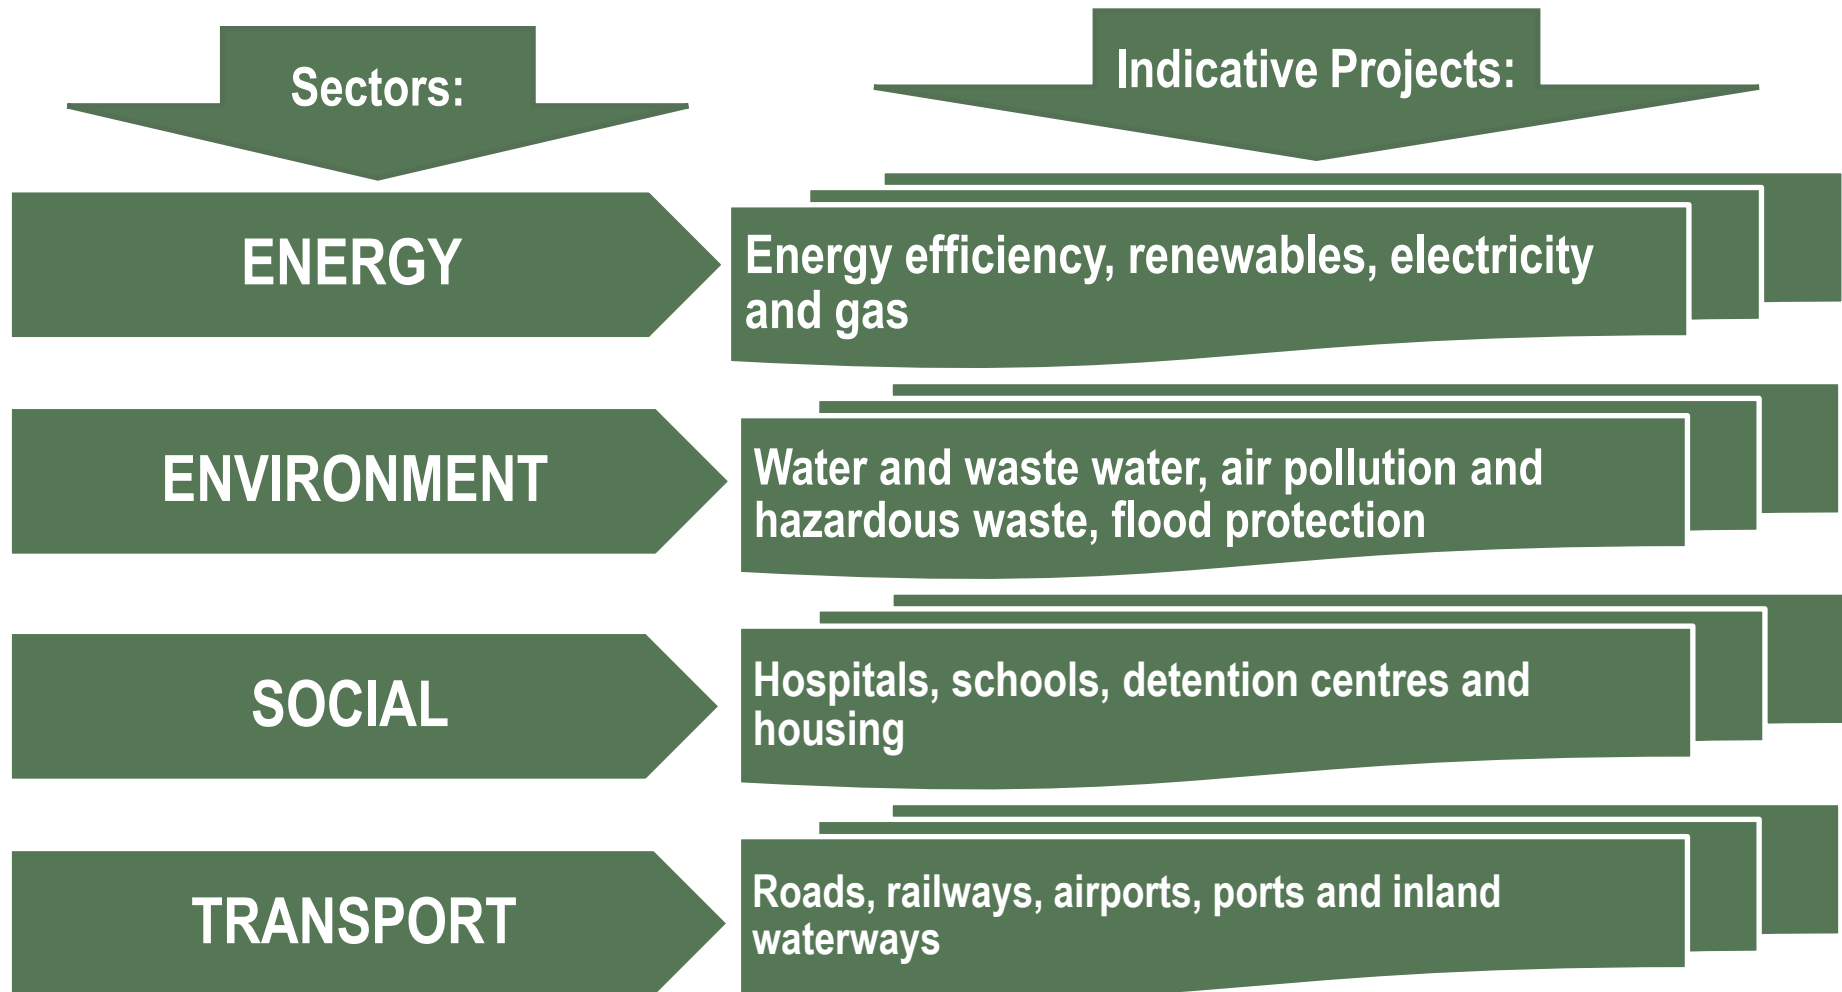 Sectors:
Indicative Projects:
ENERGY
Energy efficiency, renewables, electricity
and gas
ENVIRONMENT
Water and waste water, air pollution and
hazardous waste, flood protection
SOCIAL
Hospitals, schools, detention centres and
housing
TRANSPORT
Roads, railways, airports, ports and inland
waterways